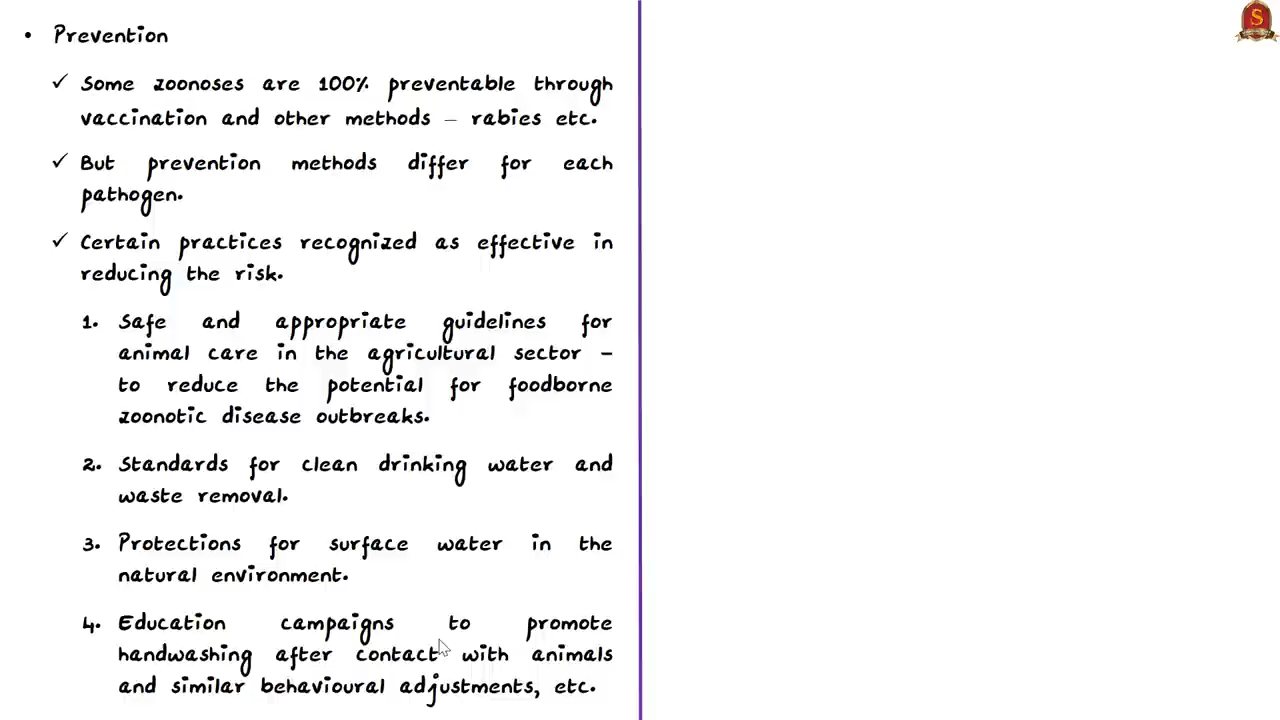 • Prevention
✓ Some zoonoses are 100% preventable through
vaccination and other methods – rabies etc.
✓ But prevention methods differ for each
pathogen.
✓ Certain practices recognized as effective in
reducing the risk.
1. Safe and appropriate guidelines for
animal care in the agricultural sector –
to reduce the potential for foodborne
zoonotic disease outbreaks.
2. Standards for clean drinking water and
waste removal.
3. Protections for surface water in the
natural environment.
4. Education campaigns to promote
handwashing after contact with animals
and similar behavioural adjustments, etc.
S